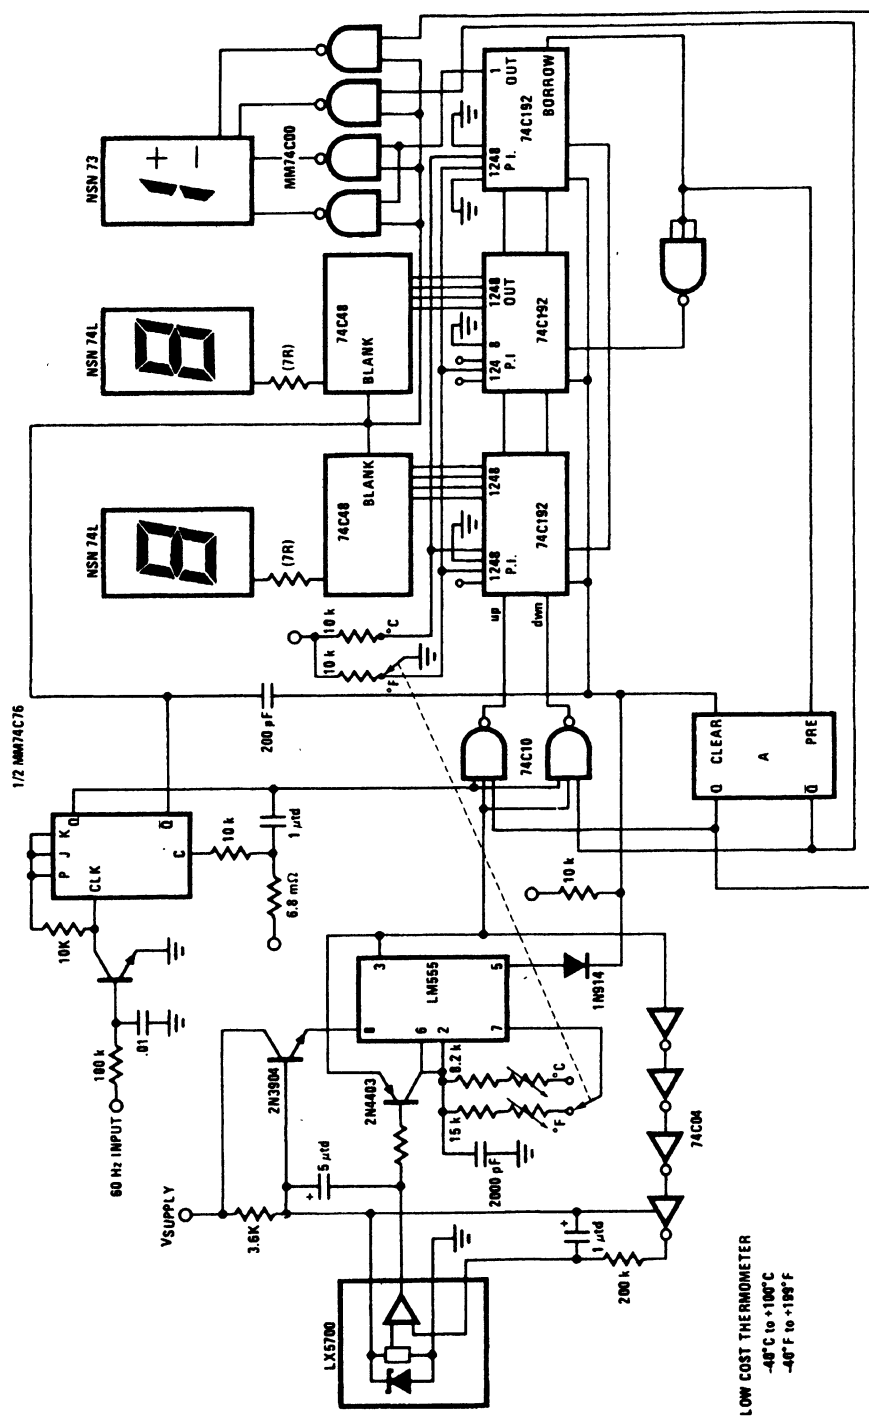 1/2 MM74C76
NSN 74L
NSN 74L
NSN 73
+
−
MM74C00
60 Hz INPUT
100 k
.01
10K
P J K
CLK
Q
Q̅
C
10 k
1 µfd
6.8 mΩ
200 pF
10 k
10 k
°F
°C
(7R)
(7R)
74C48
BLANK
74C48
BLANK
1248
P.I.
1248
74C192
up
dwn
124 8
P.I
1248
OUT
74C192
1248
P.I.
1
OUT
74C192
BORROW
VSUPPLY
3.6K
2N3904
5 µfd
+
2N4403
LM555
8
3
6
2
5
7
8.2 k
15 k
°C
°F
2000 pF
1N914
10 k
74C10
Q
CLEAR
A
Q̅
PRE
LX5700
+
1 µfd
200 k
74C04
LOW COST THERMOMETER
-40°C to +100°C
-40°F to +199°F